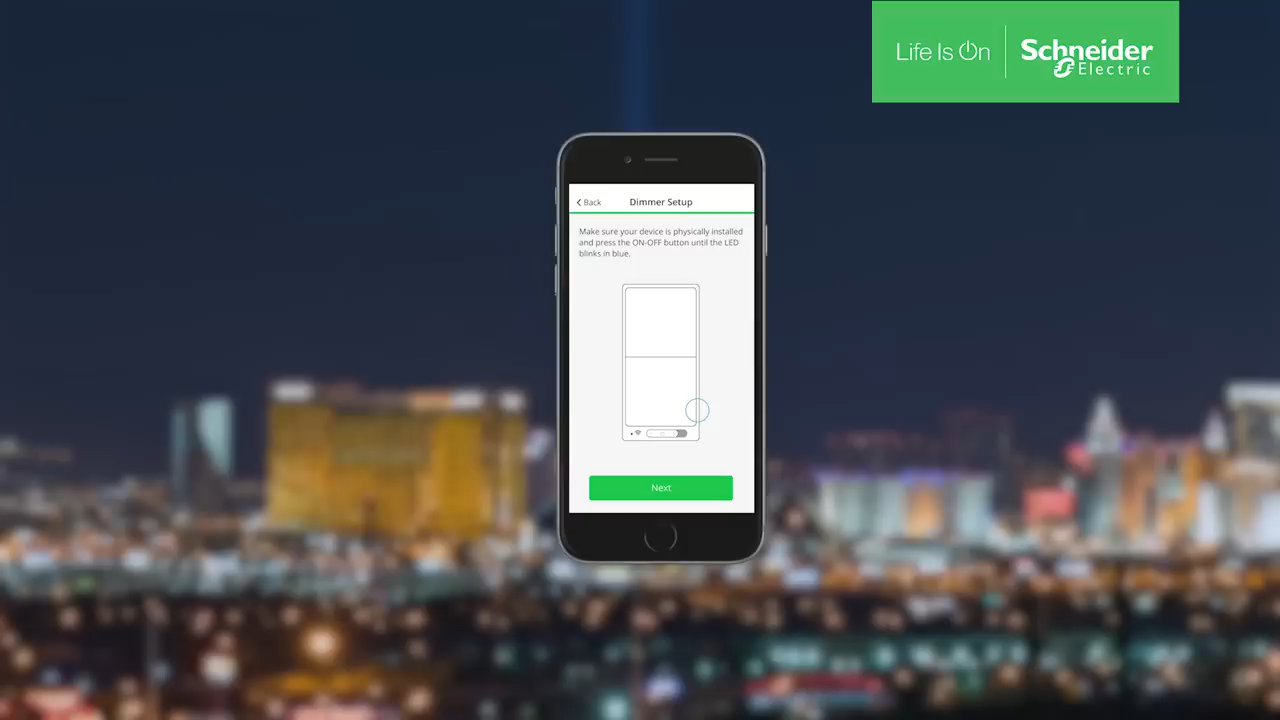 Life Is On
Schneider
Electric
Back
Dimmer Setup
Make sure your device is physically installed
and press the ON-OFF button until the LED
blinks in blue.
Next